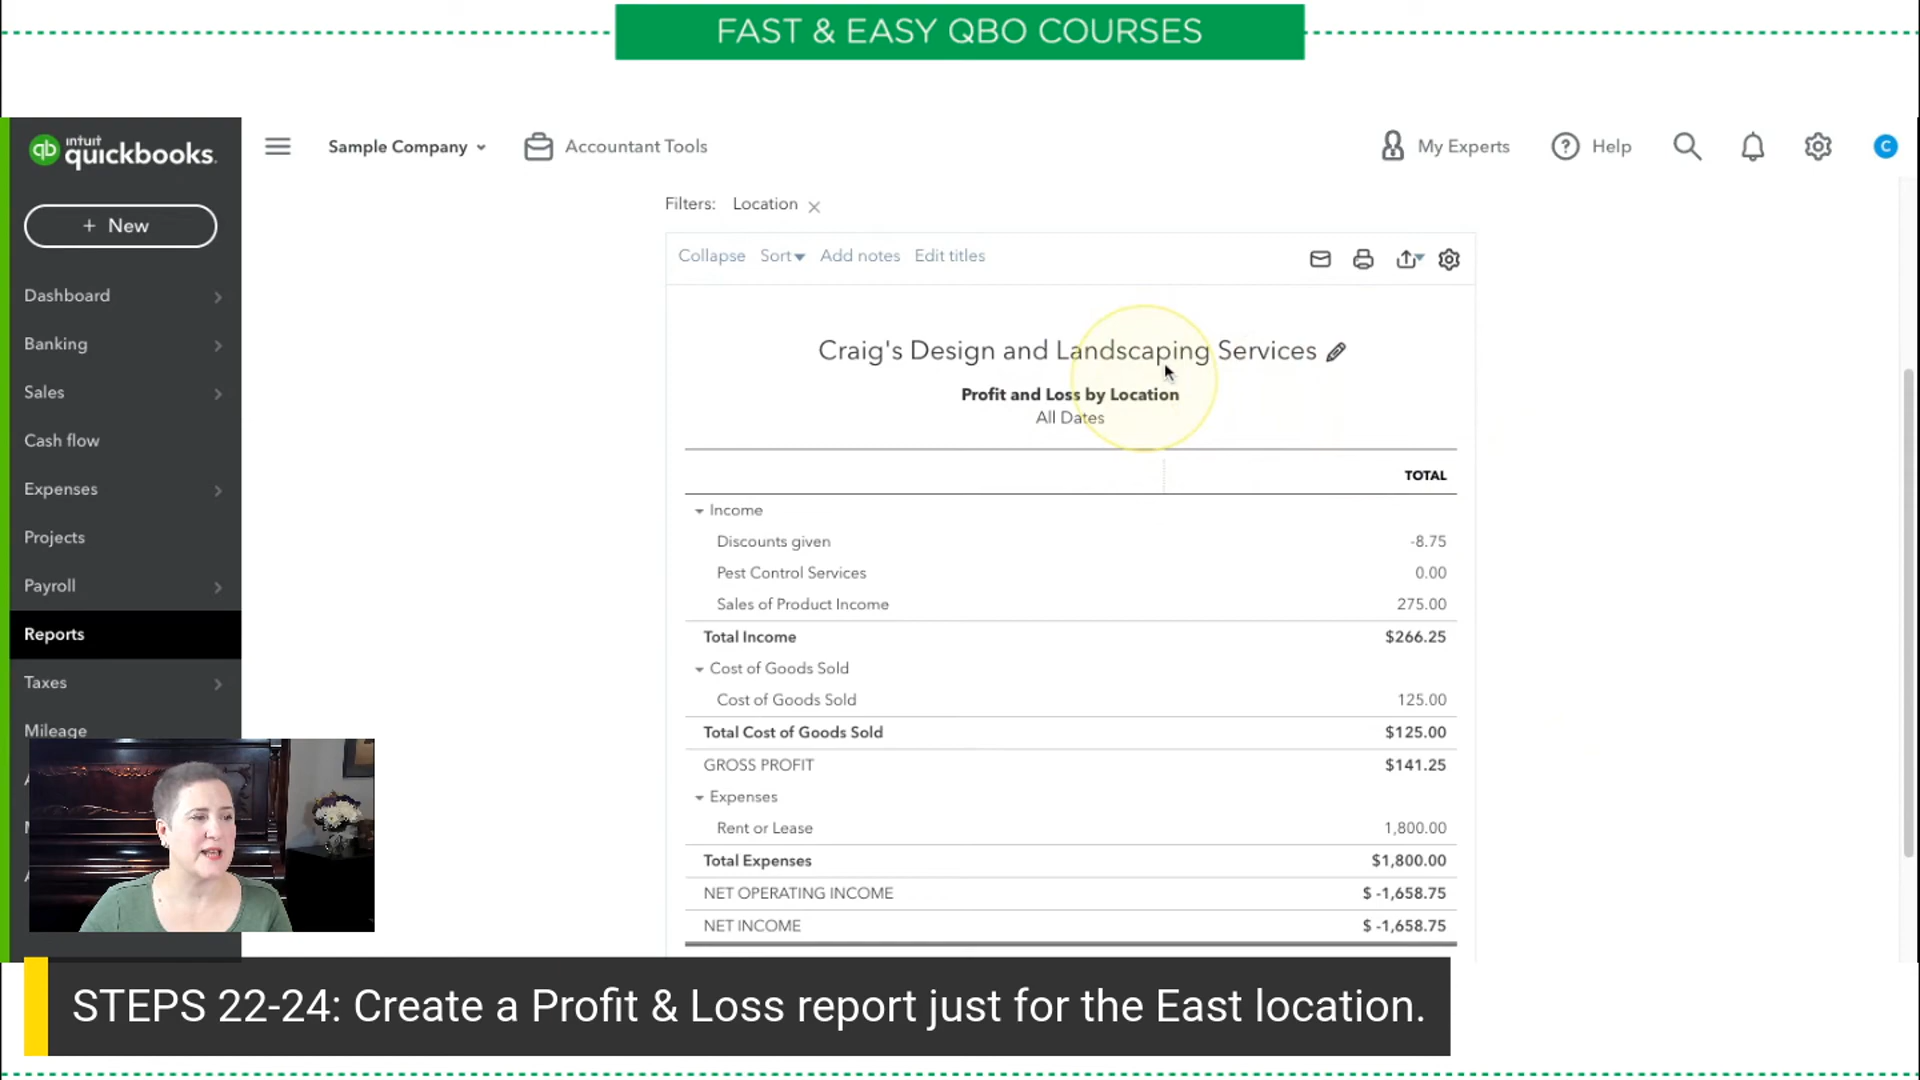 FAST & EASY QBO COURSES
intuit
quickbooks.
Sample Company
Accountant Tools
My Experts
Help
C
+ New
Dashboard
Banking
Sales
Cash flow
Expenses
Projects
Payroll
Reports
Taxes
Mileage
Filters: Location
Collapse Sort Add notes Edit titles
Craig's Design and Landscaping Services
Profit and Loss by Location
All Dates
TOTAL
Income
Discounts given -8.75
Pest Control Services 0.00
Sales of Product Income 275.00
Total Income $266.25
Cost of Goods Sold
Cost of Goods Sold 125.00
Total Cost of Goods Sold $125.00
GROSS PROFIT $141.25
Expenses
Rent or Lease 1,800.00
Total Expenses $1,800.00
NET OPERATING INCOME $ -1,658.75
NET INCOME $ -1,658.75
STEPS 22-24: Create a Profit & Loss report just for the East location.